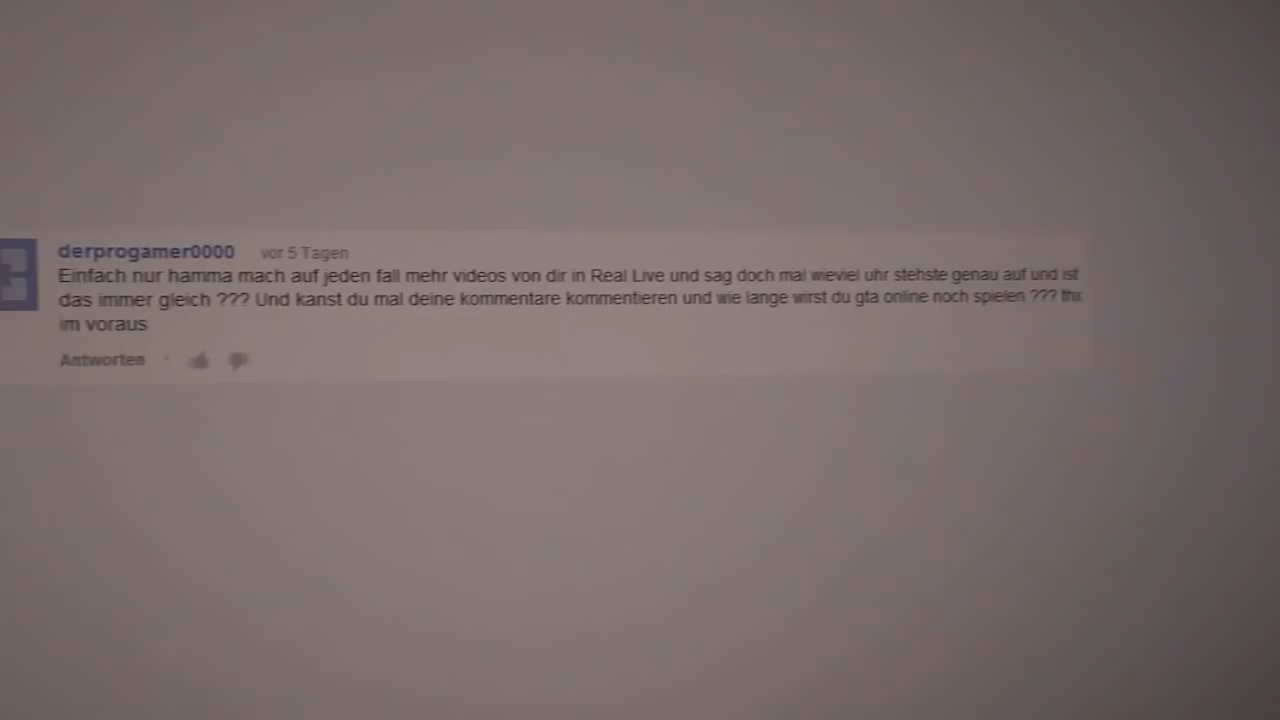 derprogamer0000 vor 5 Tagen
Einfach nur hamma mach auf jeden fall mehr videos von dir in Real Live und sag doch mal wieviel uhr stehste genau auf und ist
das immer gleich ??? Und kanst du mal deine kommentare kommentieren und wie lange wirst du gta online noch spielen ???
im voraus
Antworten